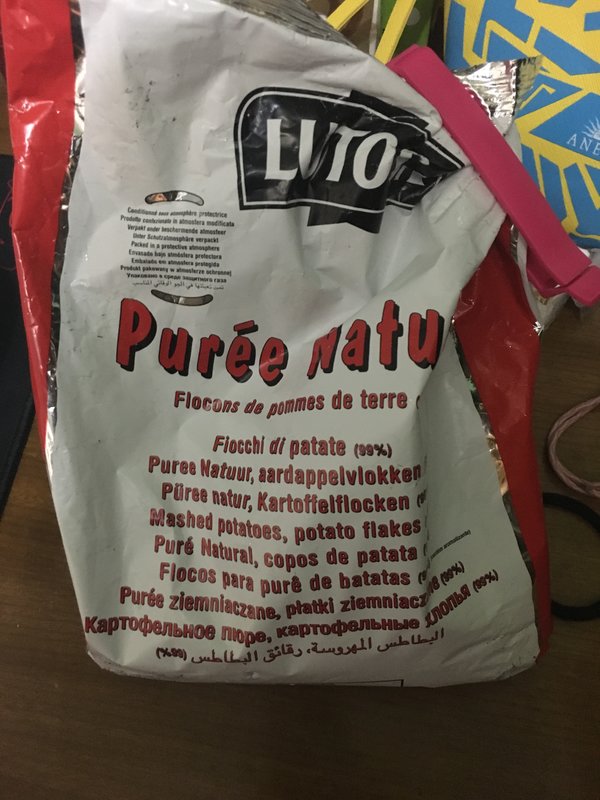 LUTO
Conditionné sous atmosphère protectrice
Prodotto confezionato in atmosfera modificata
Verpakt onder beschermende atmosfeer
Unter Schutzatmosphäre verpackt
Packed in a protective atmosphere
Envasado bajo atmósfera protectora
Embalado em atmosfera protegida
Produkt pakowany w atmosferze ochronnej
Упаковано в среде защитного газа
Purée Natu
Flocons de pommes de terre
Fiocchi di patate (99%)
Puree Natuur, aardappelvlokken
Püree natur, Kartoffelflocken
Mashed potatoes, potato flakes
Puré Natural, copos de patata
Flocos para purê de batatas
Purée ziemniaczane, płatki ziemniacz (99%)
Картофельное пюре, картофельные хлопья (99%)
البطاطس المهروسة، رقائق البطاطس (99%)
ANE